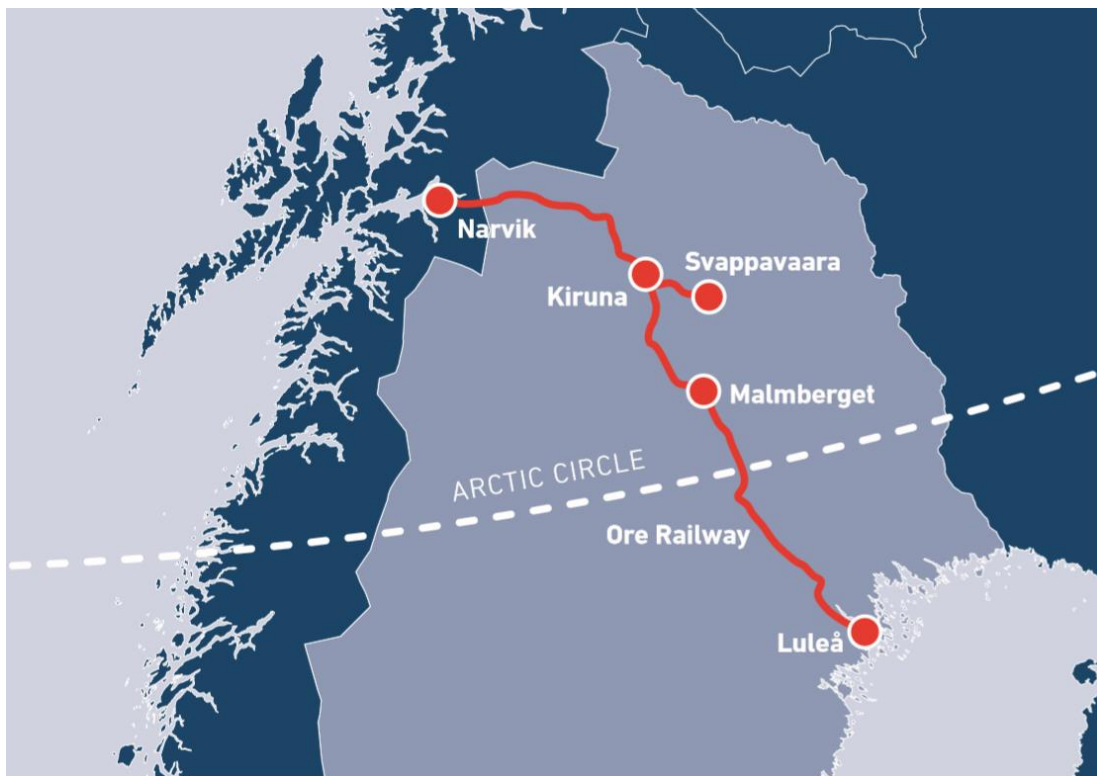 Narvik
Svappavaara
Kiruna
Malmberget
ARCTIC CIRCLE
Ore Railway
Luleå